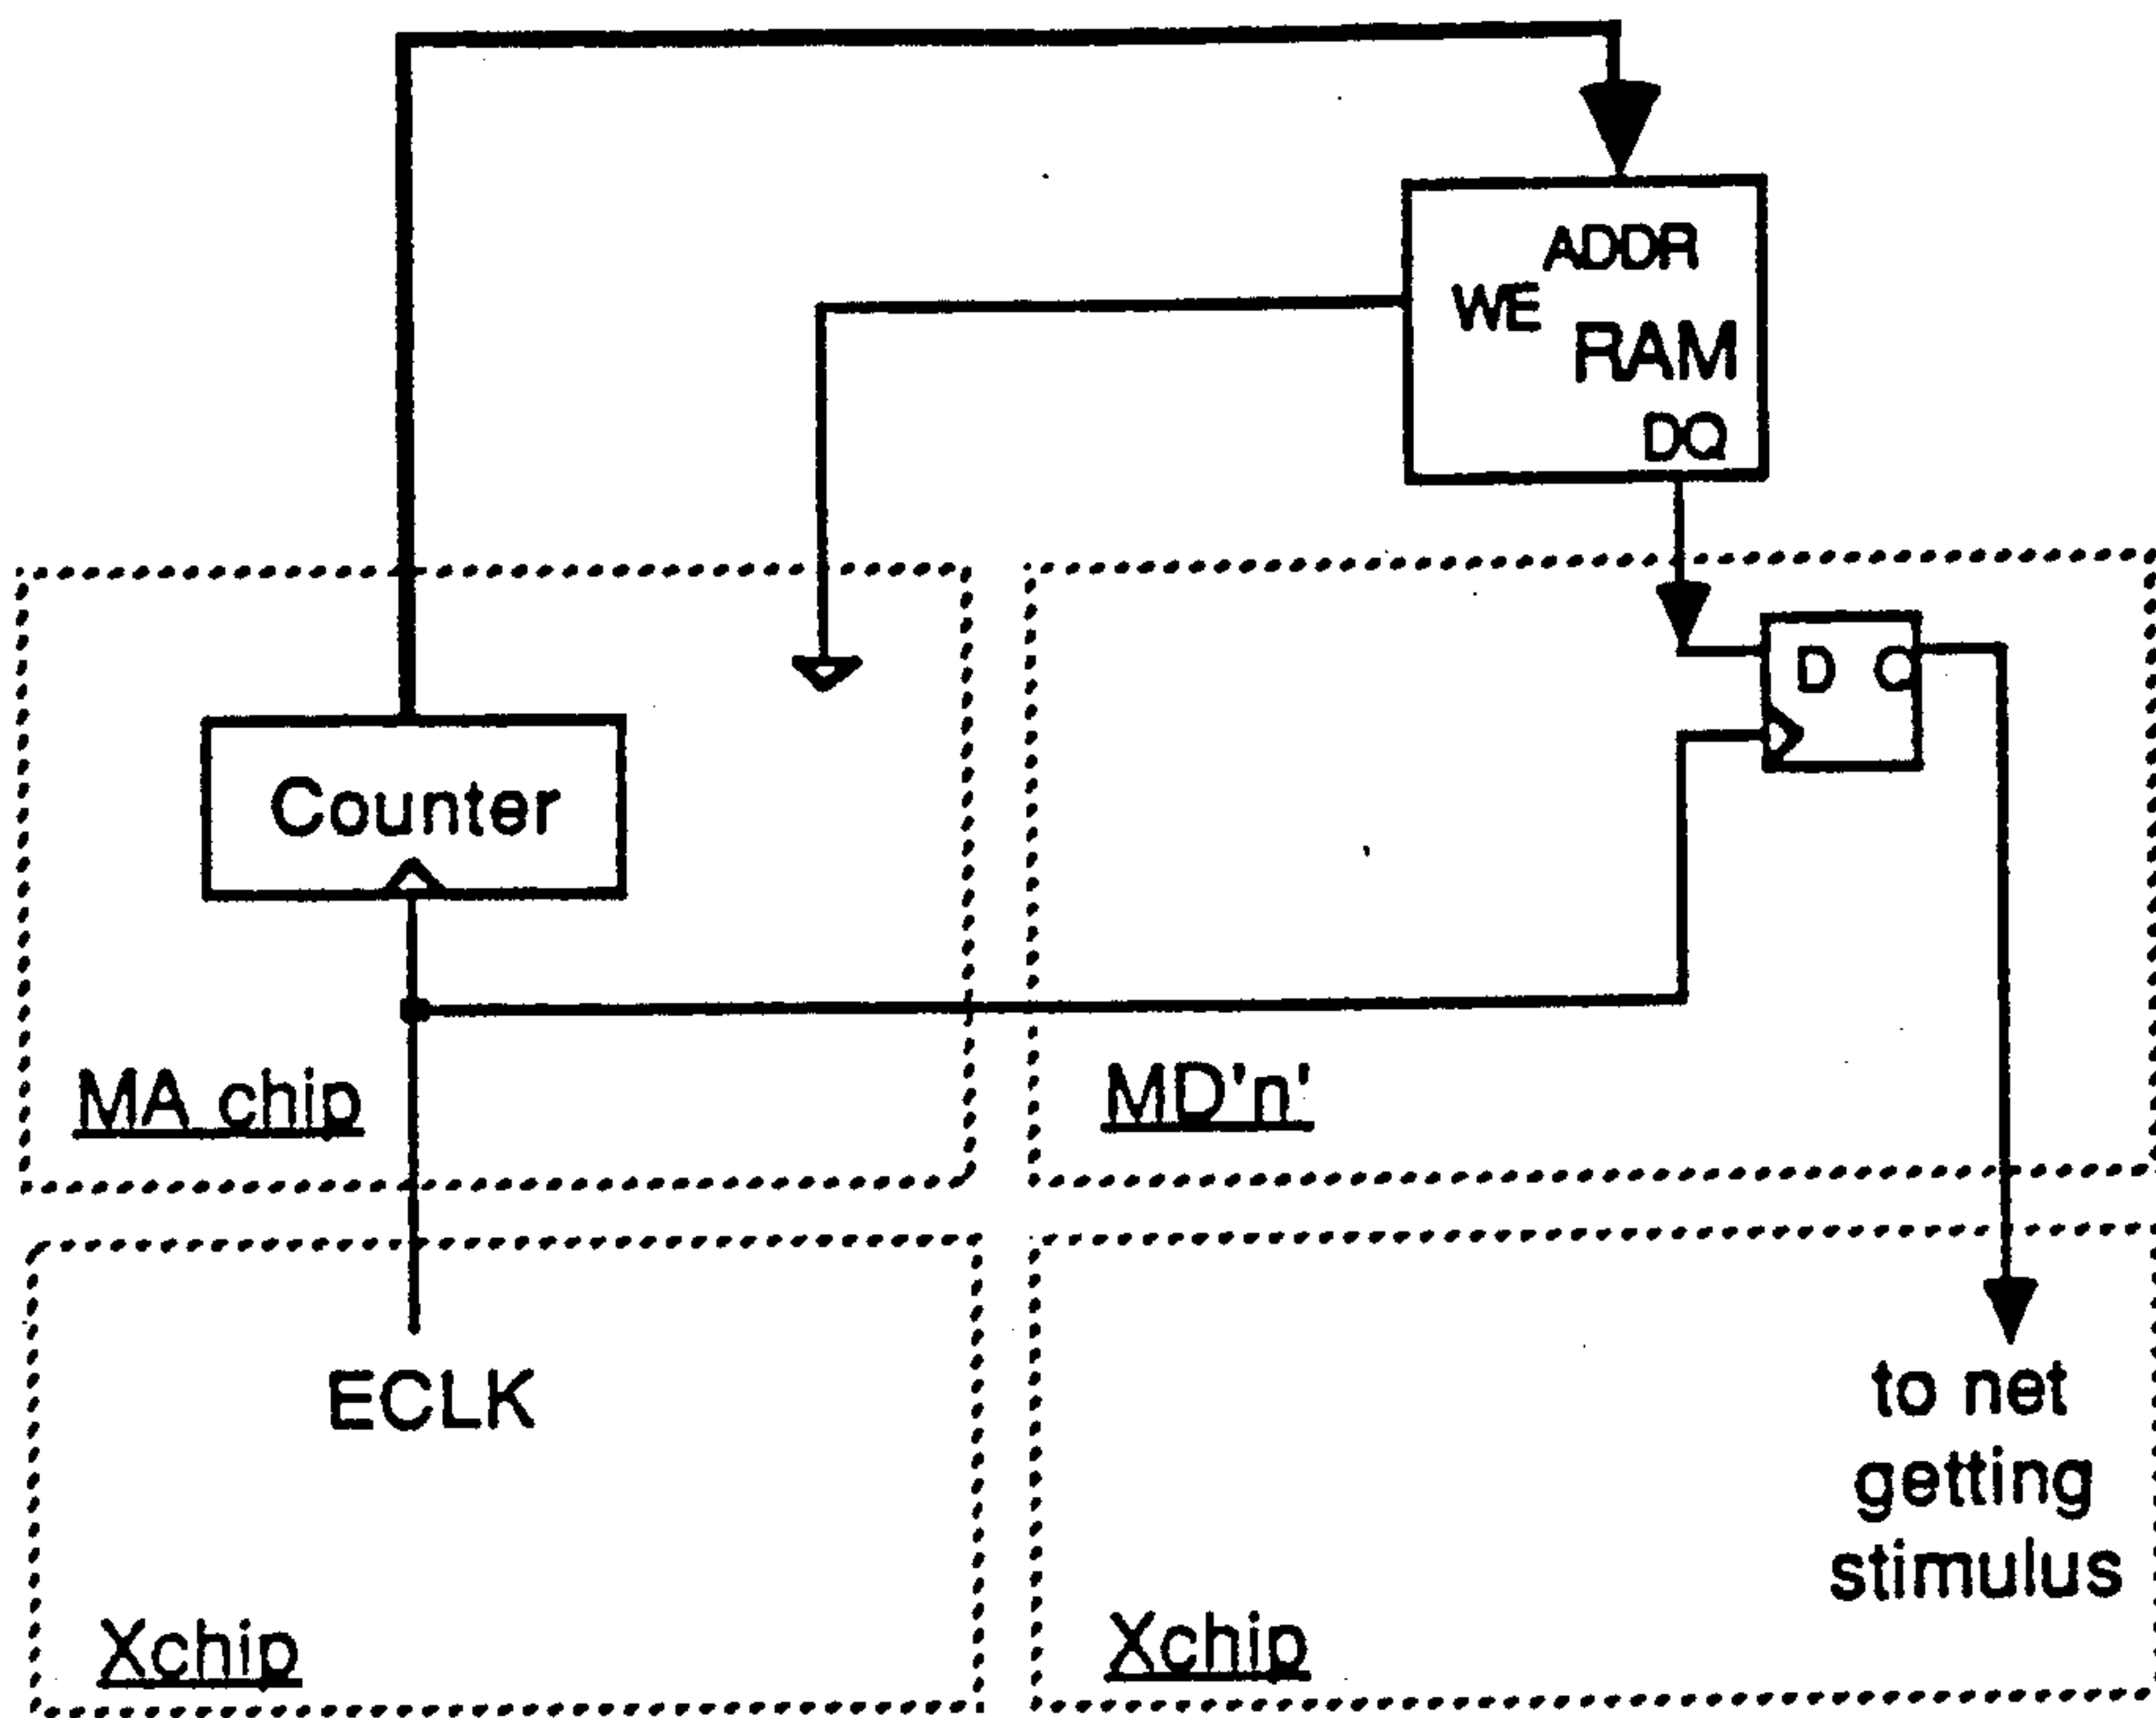 ADDR
WE
RAM
DQ
D Q
Counter
MA chip
MD'n'
ECLK
to net
getting
stimulus
Xchip
Xchip